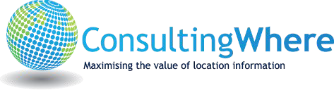 ConsultingWhere
Maximising the value of location information